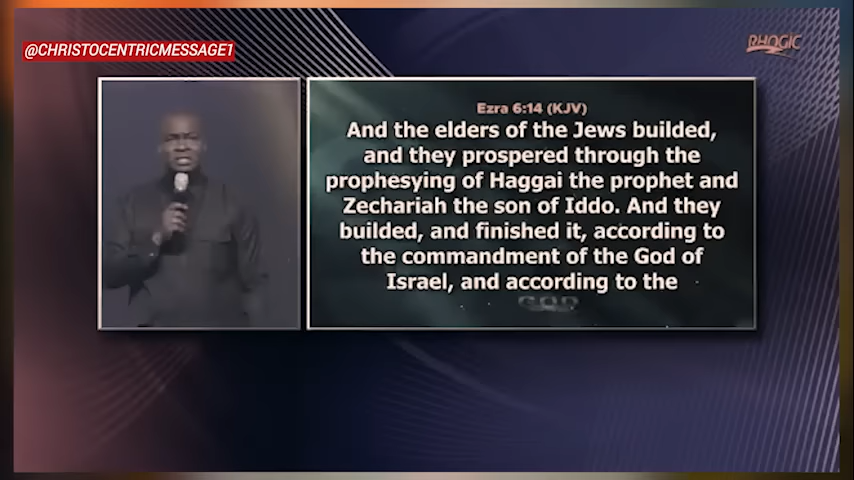 @CHRISTOCENTRICMESSAGE1
RHOGIC
Ezra 6:14 (KJV)
And the elders of the Jews builded,
and they prospered through the
prophesying of Haggai the prophet and
Zechariah the son of Iddo. And they
builded, and finished it, according to
the commandment of the God of
Israel, and according to the
GOD